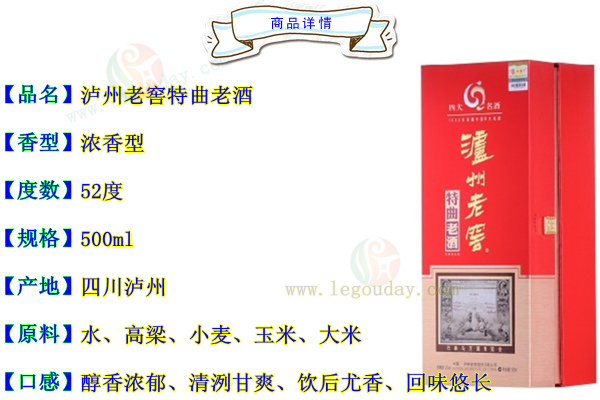 商品详情
【品名】泸州老窖特曲老酒
【香型】浓香型
【度数】52度
【规格】500ml
【产地】四川泸州
【原料】水、高梁、小麦、玉米、大米
【口感】醇香浓郁、清洌甘爽、饮后尤香、回味悠长
www.legouday.com
四大名酒
泸州老窖
特曲老酒